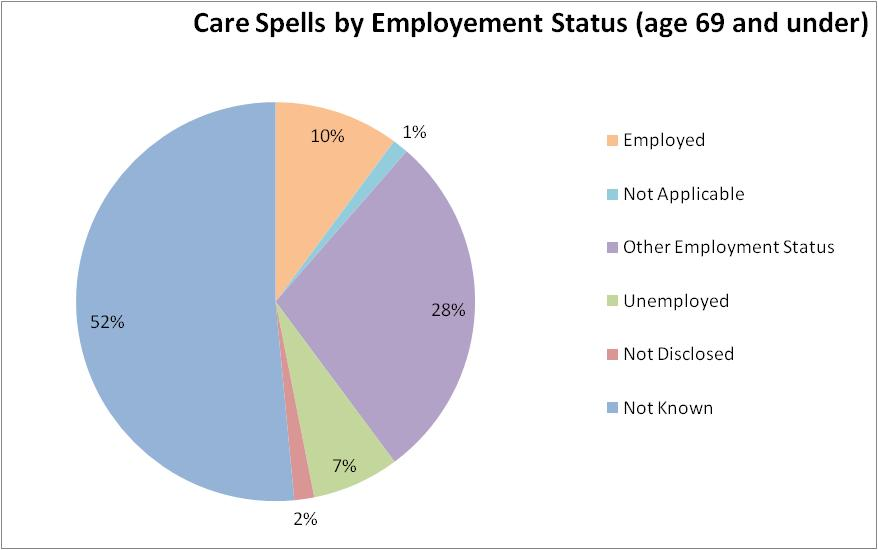 Care Spells by Employement Status (age 69 and under)
10%
1%
28%
7%
2%
52%
Employed
Not Applicable
Other Employment Status
Unemployed
Not Disclosed
Not Known